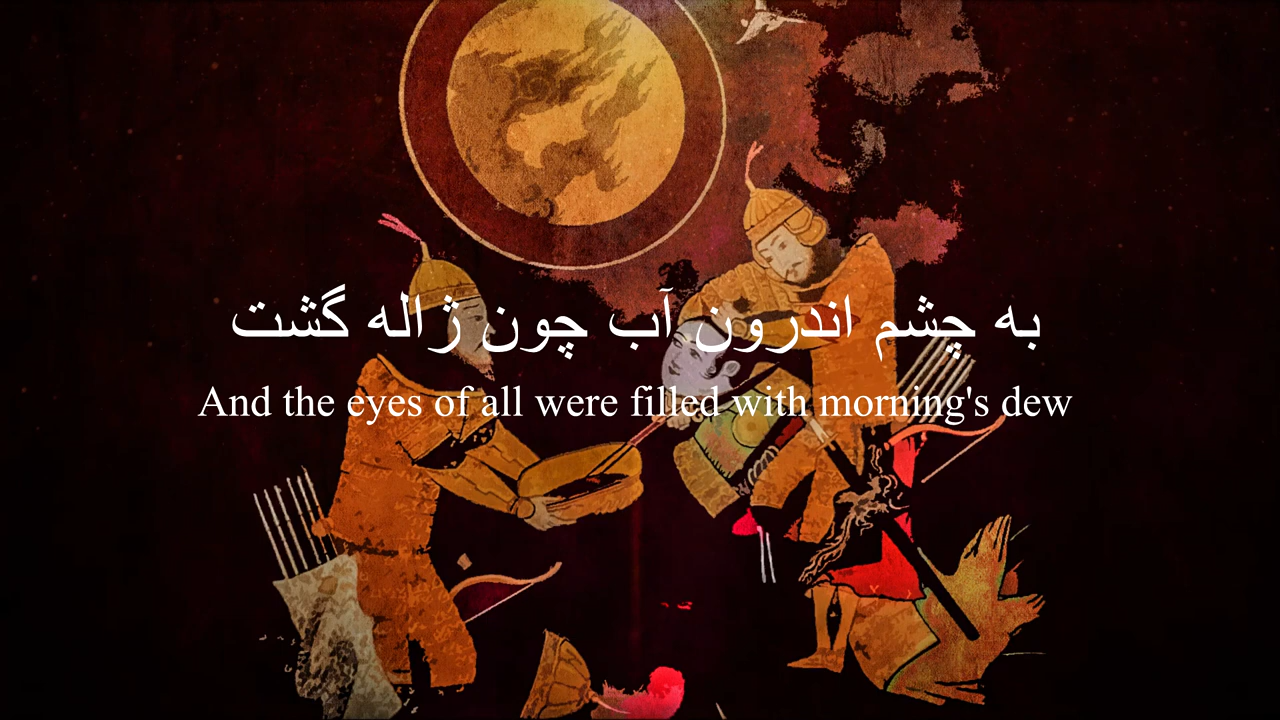 به چشم اندرون آب چون ژاله گشت
And the eyes of all were filled with morning's dew